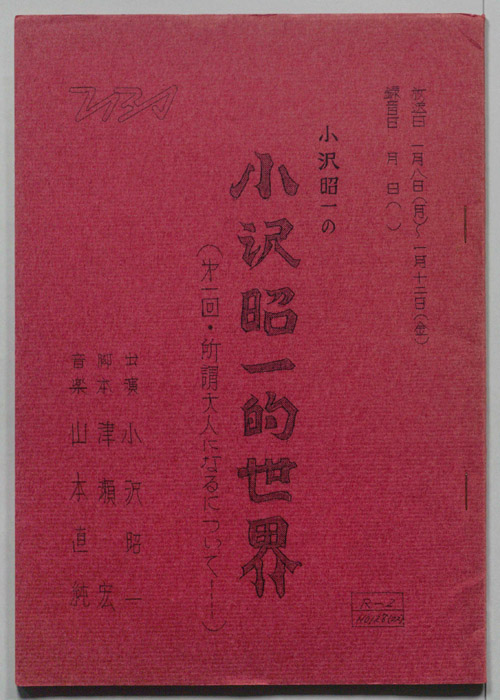 放送日 一月八日(月)〜一月十二日(金)
録音日 月 日( )
小沢昭一の
小沢昭一的世界
(オ一回・所謂大人になるについて、——)
出演 小沢昭一
脚本 津瀬宏
音楽 山本直純
TBS
R-2